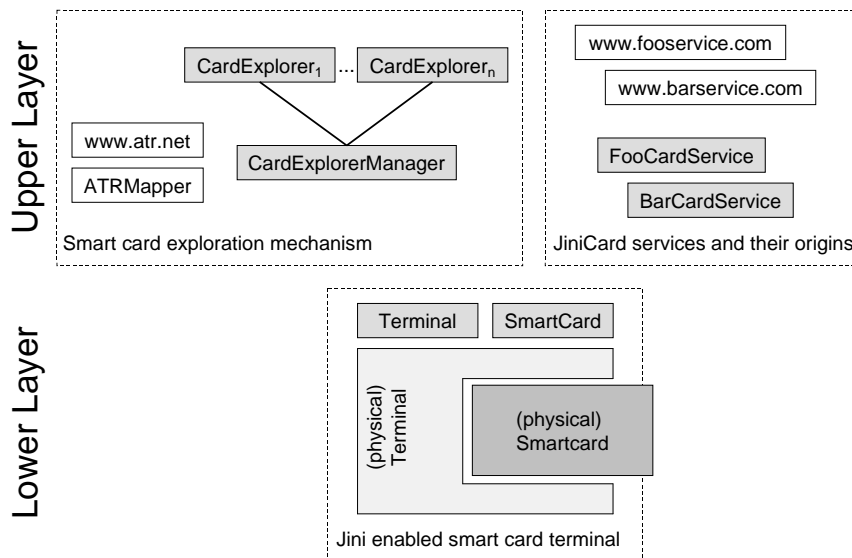 Upper Layer
CardExplorer1 ... CardExplorern
www.atr.net
CardExplorerManager
ATRMapper
Smart card exploration mechanism
www.fooservice.com
www.barservice.com
FooCardService
BarCardService
JiniCard services and their origins
Lower Layer
Terminal
SmartCard
(physical)
Terminal
(physical)
Smartcard
Jini enabled smart card terminal